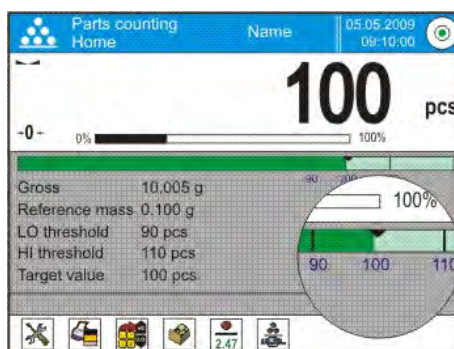 Parts counting
Home
Name
05.05.2009
09:10:00
100 pcs
-0-
0% 100%
90
Gross 10.005 g
Reference mass 0.100 g
LO threshold 90 pcs
HI threshold 110 pcs
Target value 100 pcs
100%
90 100 110
2.47